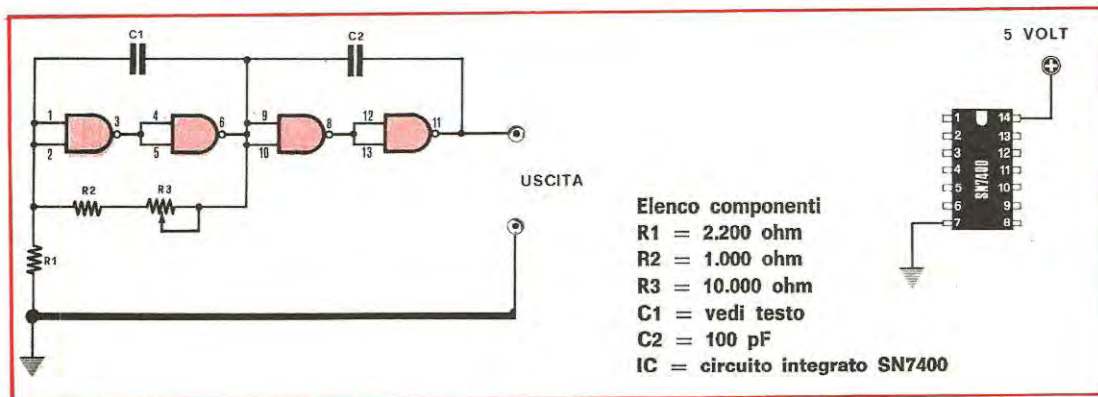 C1
C2
1
2
3
4
5
6
9
10
8
12
13
11
R2
R3
R1
USCITA
Elenco componenti
R1 = 2.200 ohm
R2 = 1.000 ohm
R3 = 10.000 ohm
C1 = vedi testo
C2 = 100 pF
IC = circuito integrato SN7400
5 VOLT
1 14
2 13
3 12
4 11
5 10
6 9
7 8
SN7400